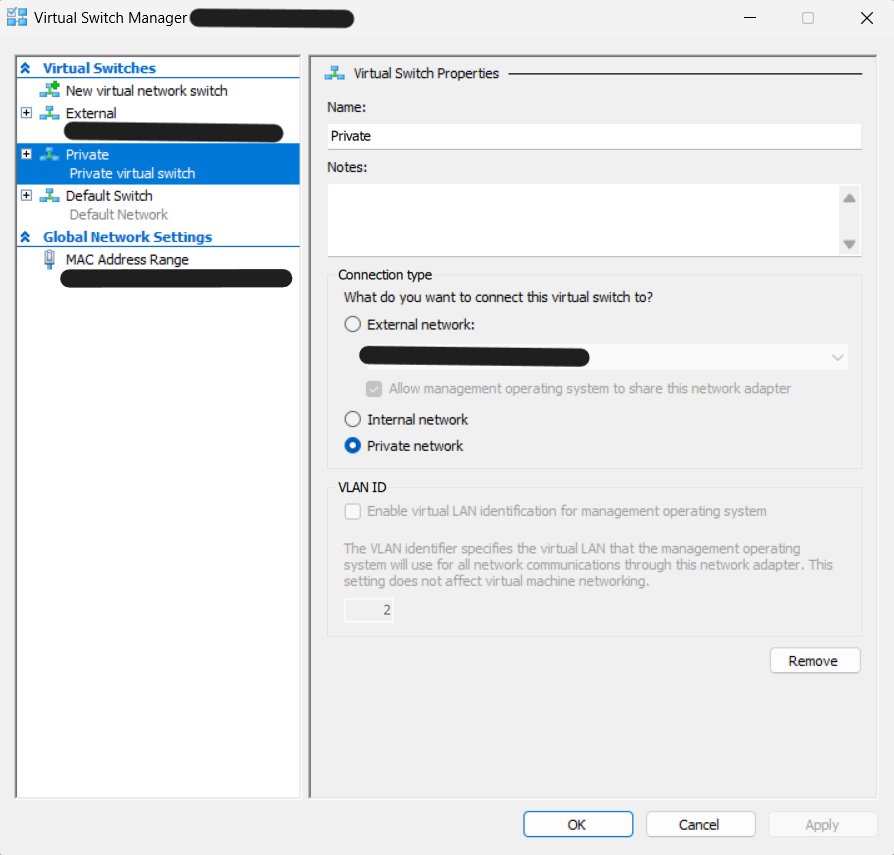 Virtual Switch Manager
Virtual Switches
New virtual network switch
External
Private
Private virtual switch
Default Switch
Default Network
Global Network Settings
MAC Address Range
Virtual Switch Properties
Name:
Private
Notes:
Connection type
What do you want to connect this virtual switch to?
External network:
Allow management operating system to share this network adapter
Internal network
Private network
VLAN ID
Enable virtual LAN identification for management operating system
The VLAN identifier specifies the virtual LAN that the management operating
system will use for all network communications through this network adapter. This
setting does not affect virtual machine networking.
2
Remove
OK
Cancel
Apply